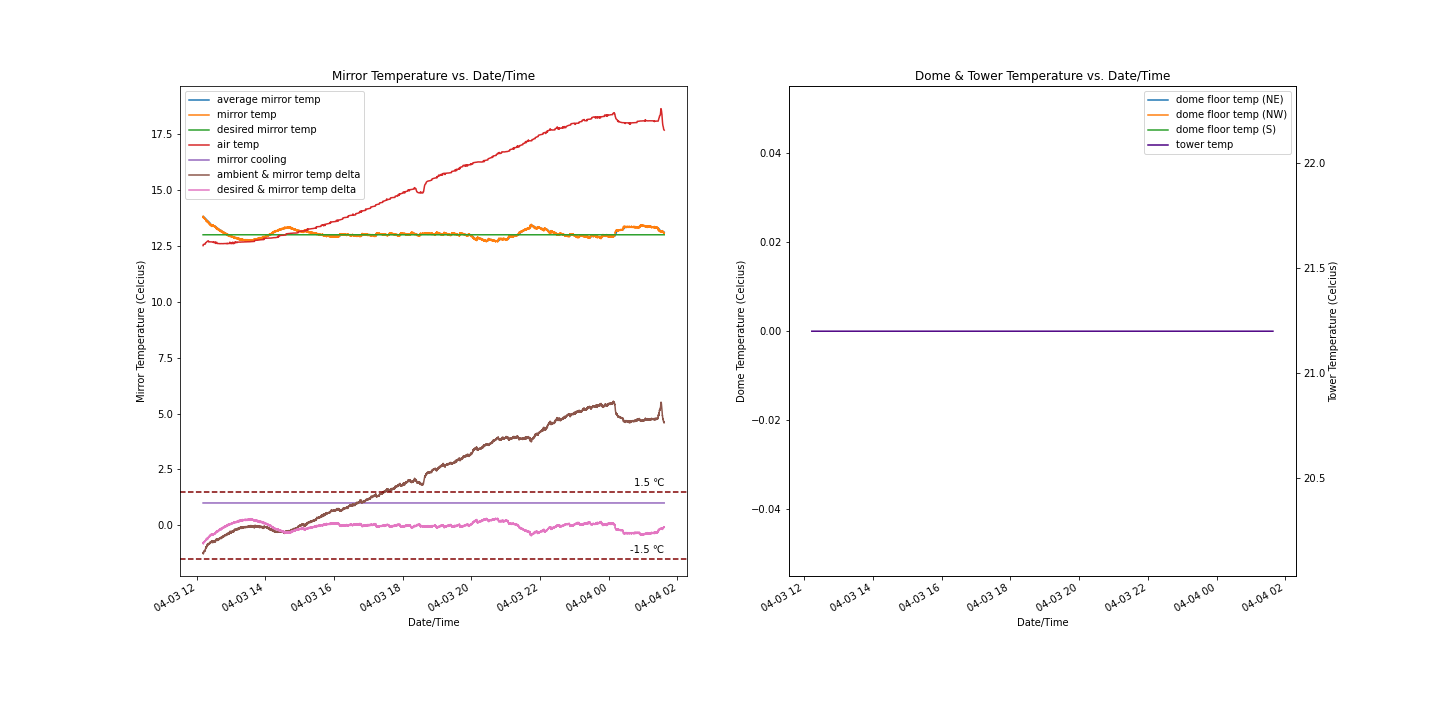 Mirror Temperature vs. Date/Time
average mirror temp
mirror temp
desired mirror temp
air temp
mirror cooling
ambient & mirror temp delta
desired & mirror temp delta
17.5
15.0
12.5
10.0
7.5
5.0
2.5
0.0
Mirror Temperature (Celcius)
1.5 °C
-1.5 °C
04-03 12
04-03 14
04-03 16
04-03 18
04-03 20
04-03 22
04-04 00
04-04 02
Date/Time
Dome & Tower Temperature vs. Date/Time
dome floor temp (NE)
dome floor temp (NW)
dome floor temp (S)
tower temp
0.04
0.02
0.00
−0.02
−0.04
Dome Temperature (Celcius)
22.0
21.5
21.0
20.5
Tower Temperature (Celcius)
04-03 12
04-03 14
04-03 16
04-03 18
04-03 20
04-03 22
04-04 00
04-04 02
Date/Time